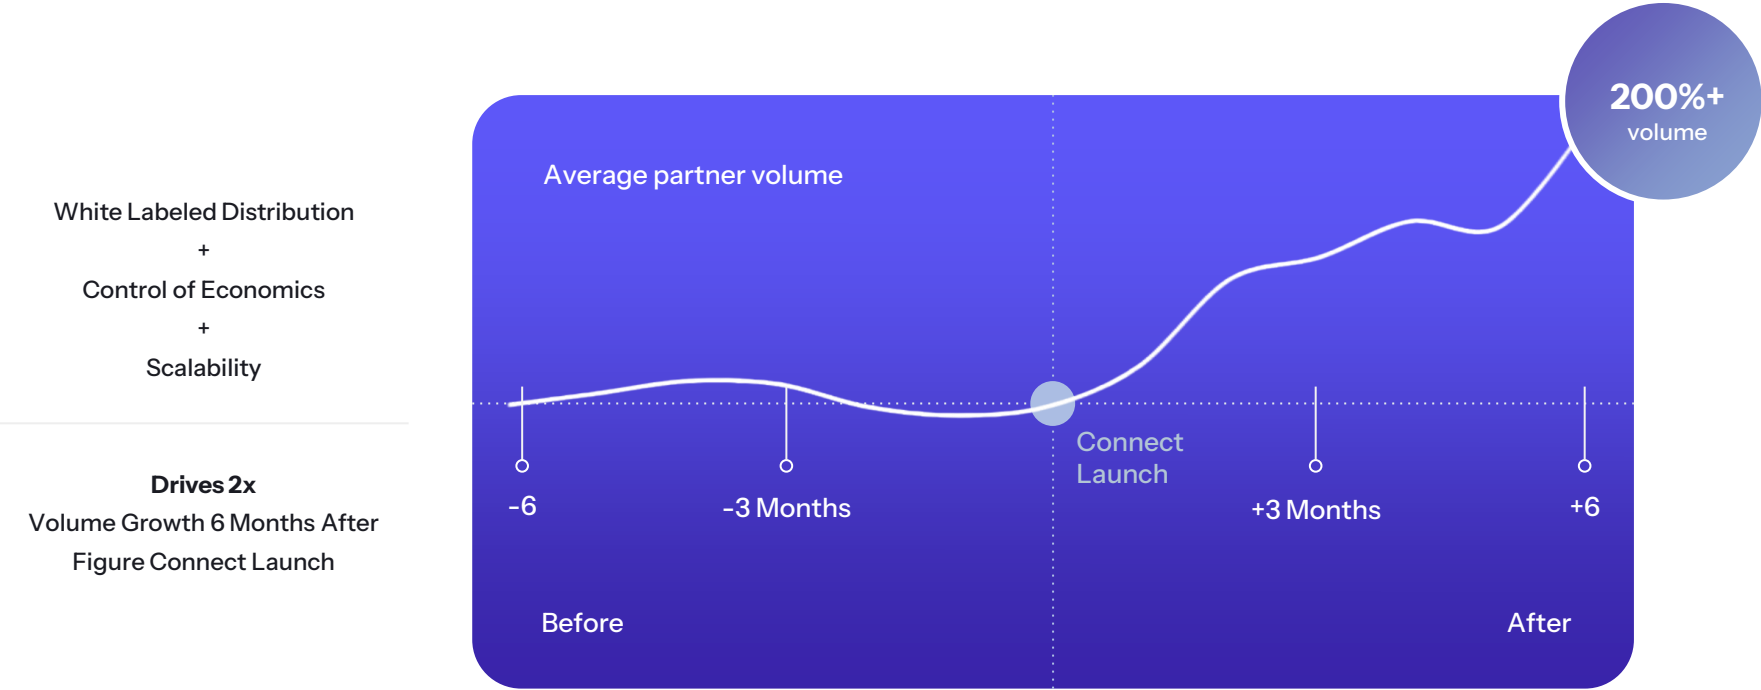 White Labeled Distribution
+
Control of Economics
+
Scalability
Drives 2x
Volume Growth 6 Months After
Figure Connect Launch
200%+
volume
Average partner volume
Connect
Launch
-6
-3 Months
+3 Months
+6
Before
After